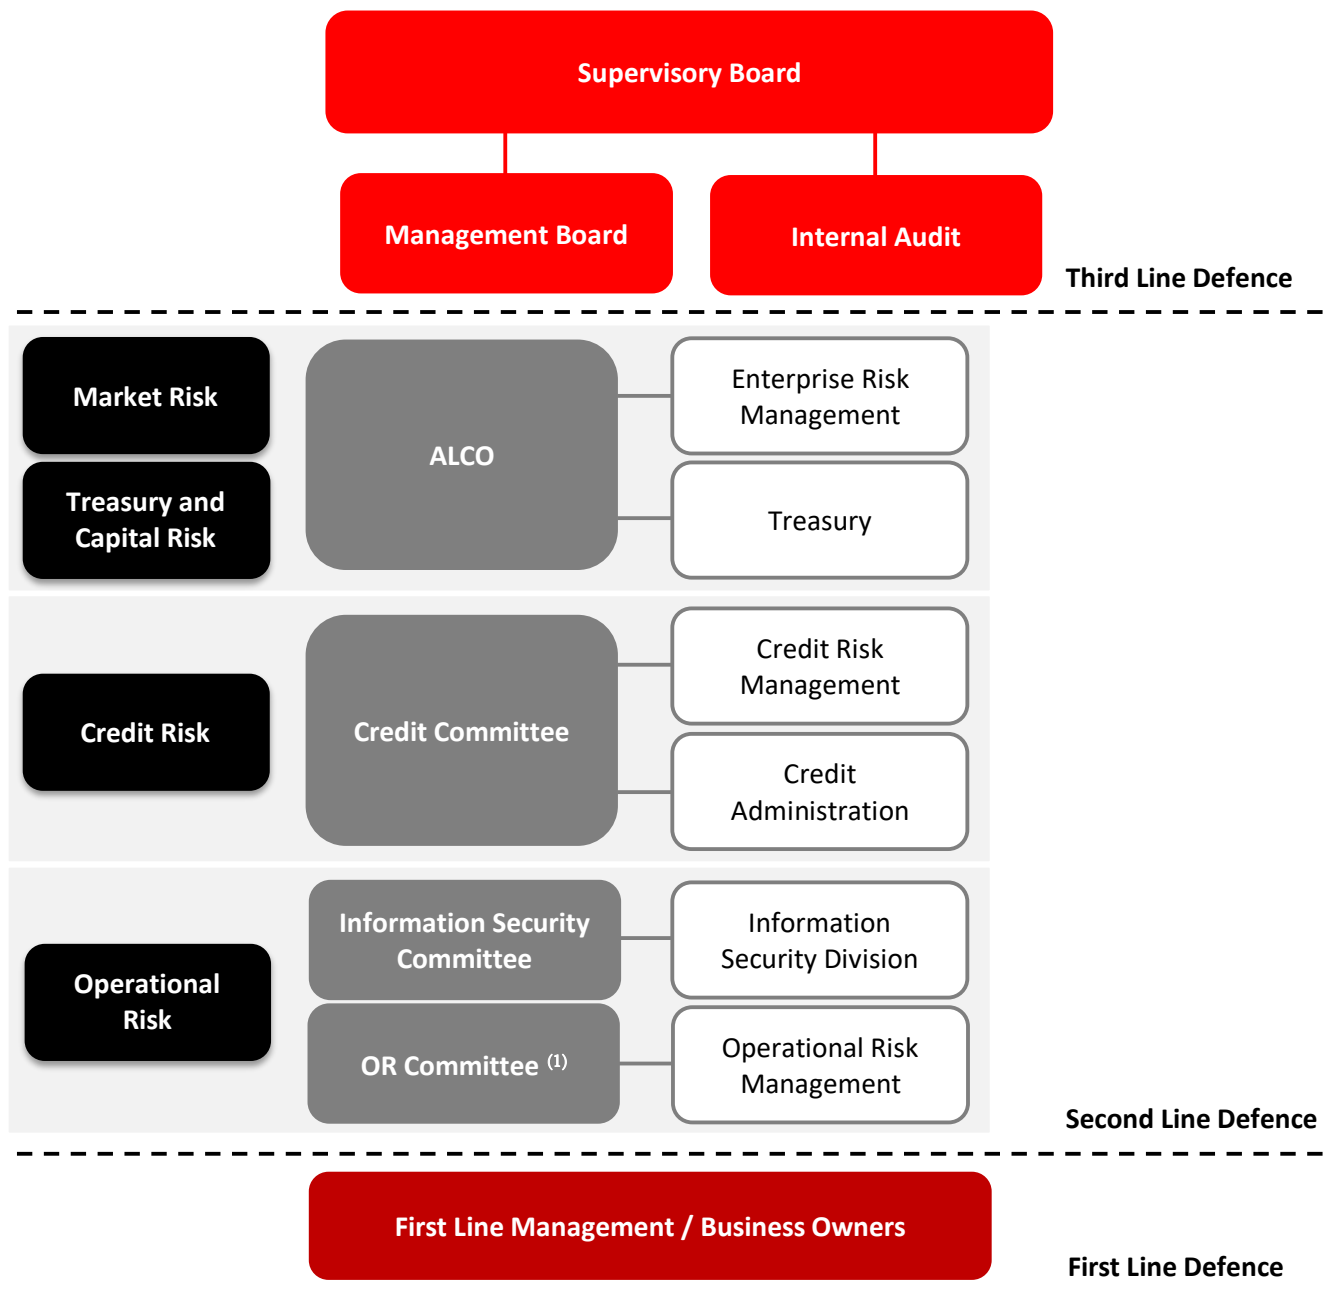 Supervisory Board
Management Board
Internal Audit
Third Line Defence
Market Risk
Treasury and
Capital Risk
ALCO
Enterprise Risk
Management
Treasury
Credit Risk
Credit Committee
Credit Risk
Management
Credit
Administration
Operational
Risk
Information Security
Committee
Information
Security Division
OR Committee (1)
Operational Risk
Management
Second Line Defence
First Line Management / Business Owners
First Line Defence